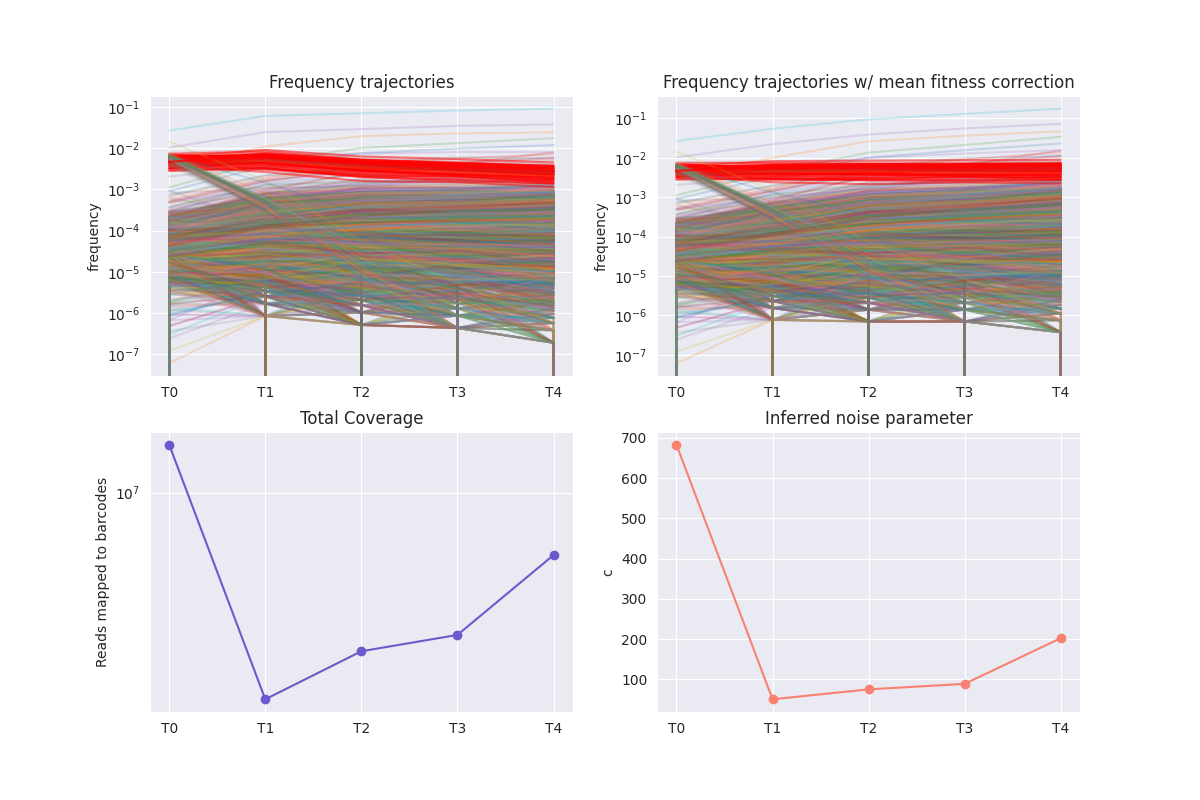 Frequency trajectories
frequency
10^-1
10^-2
10^-3
10^-4
10^-5
10^-6
10^-7
T0 T1 T2 T3 T4
Frequency trajectories w/ mean fitness correction
frequency
10^-1
10^-2
10^-3
10^-4
10^-5
10^-6
10^-7
T0 T1 T2 T3 T4
Total Coverage
Reads mapped to barcodes
10^7
T0 T1 T2 T3 T4
Inferred noise parameter
c
700
600
500
400
300
200
100
T0 T1 T2 T3 T4